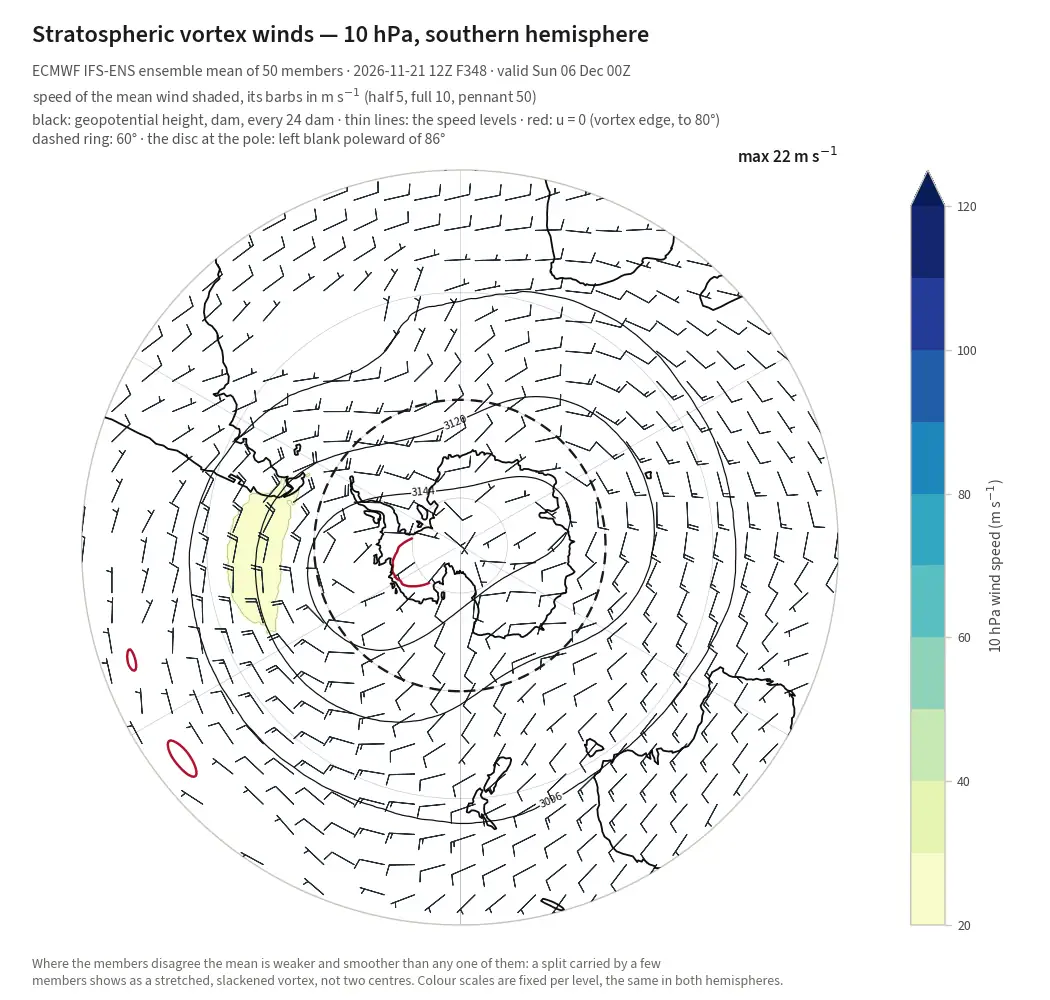 Stratospheric vortex winds — 10 hPa, southern hemisphere
ECMWF IFS-ENS ensemble mean of 50 members · 2026-11-21 12Z F348 · valid Sun 06 Dec 00Z
speed of the mean wind shaded, its barbs in m s⁻¹ (half 5, full 10, pennant 50)
black: geopotential height, dam, every 24 dam · thin lines: the speed levels · red: u = 0 (vortex edge, to 80°)
dashed ring: 60° · the disc at the pole: left blank poleward of 86°
max 22 m s⁻¹
120
100
80
60
40
20
10 hPa wind speed (m s⁻¹)
3120
3144
3096
Where the members disagree the mean is weaker and smoother than any one of them: a split carried by a few
members shows as a stretched, slackened vortex, not two centres. Colour scales are fixed per level, the same in both hemispheres.